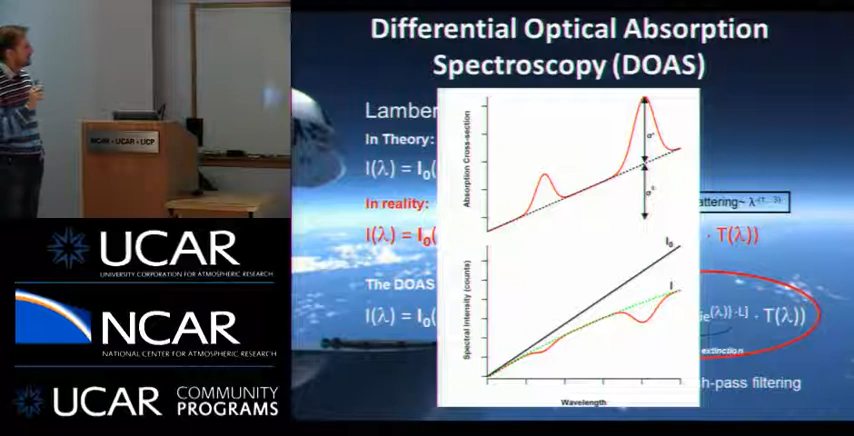 Differential Optical Absorption
Spectroscopy (DOAS)
NCAR • UCAR • UCP
Lamber
In Theory:
I(λ) = I₀(
In reality:
attering~ λ
I(λ) = I₀(
· T(λ))
The DOAS
I(λ) = I₀(
· L] · T(λ))
extinction
h-pass filtering
Absorption Cross-section
Spectral Intensity (counts)
I₀
I
Wavelength
UCAR
UNIVERSITY CORPORATION FOR ATMOSPHERIC RESEARCH
NCAR
NATIONAL CENTER FOR ATMOSPHERIC RESEARCH
UCAR COMMUNITY
PROGRAMS